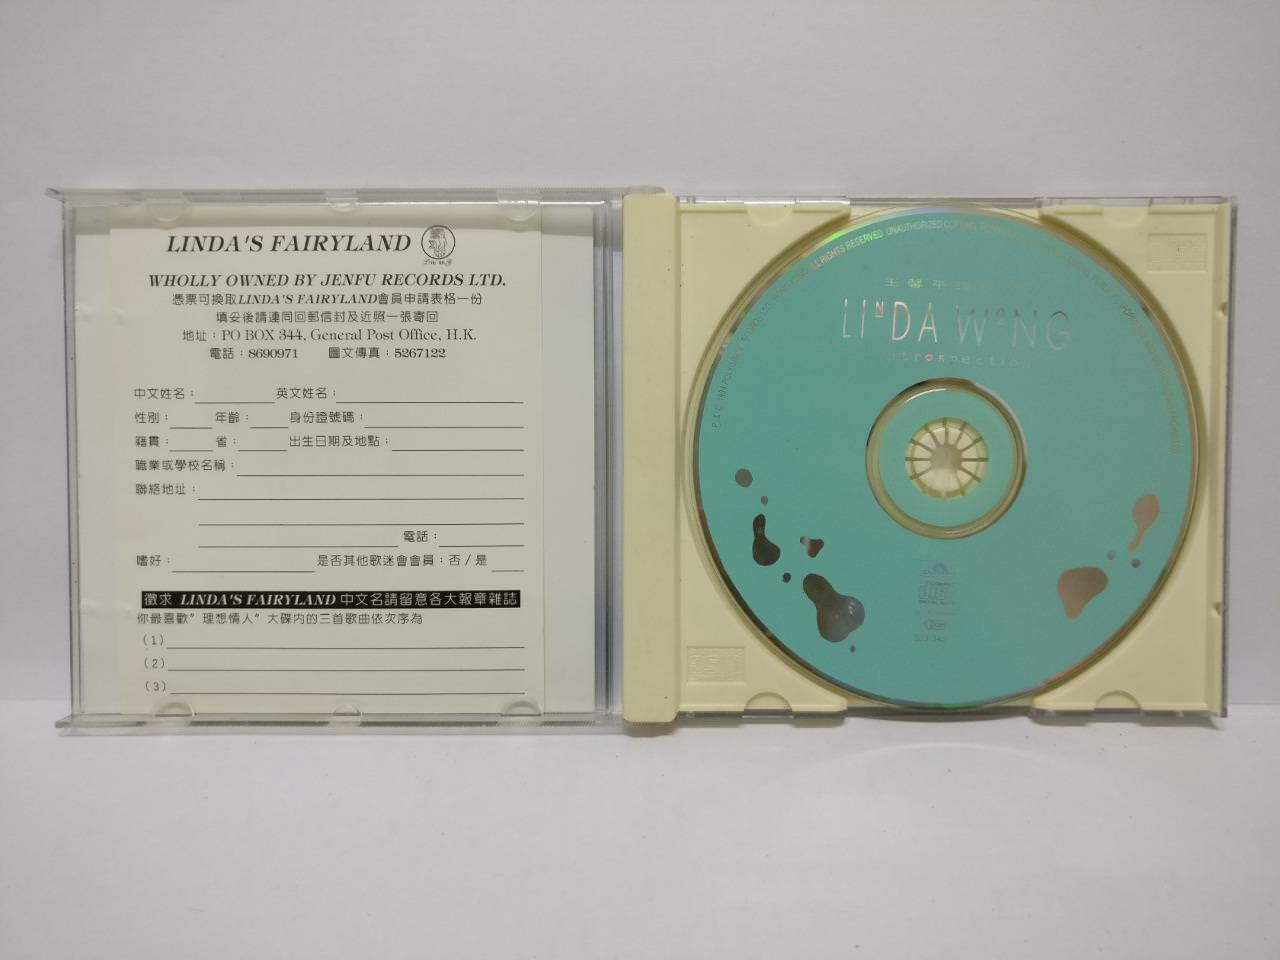 LINDA'S FAIRYLAND
WHOLLY OWNED BY JENFU RECORDS LTD.
憑票可換取LINDA'S FAIRYLAND會員申請表格一份
填妥後請連同回郵信封及近照一張寄回
地址：PO BOX 344, General Post Office, H.K.
電話：8690971 圖文傳真：5267122
中文姓名： 英文姓名：
性別： 年齡： 身份證號碼：
籍貫： 省： 出生日期及地點：
職業或學校名稱：
聯絡地址：
電話：
嗜好： 是否其他歌迷會會員：否／是
徵求 LINDA'S FAIRYLAND 中文名請留意各大報章雜誌
你最喜歡"理想情人"大碟內的三首歌曲依次序為
(1)
(2)
(3)
ALL RIGHTS RESERVED. UNAUTHORIZED
王馨平
LINDA WONG
introspection